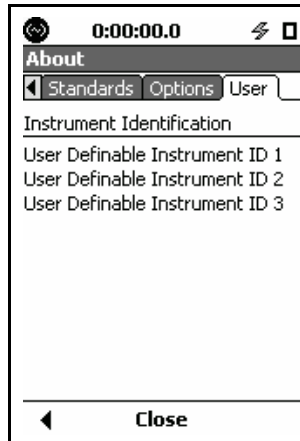 0:00:00.0
About
Standards Options User
Instrument Identification
User Definable Instrument ID 1
User Definable Instrument ID 2
User Definable Instrument ID 3
Close